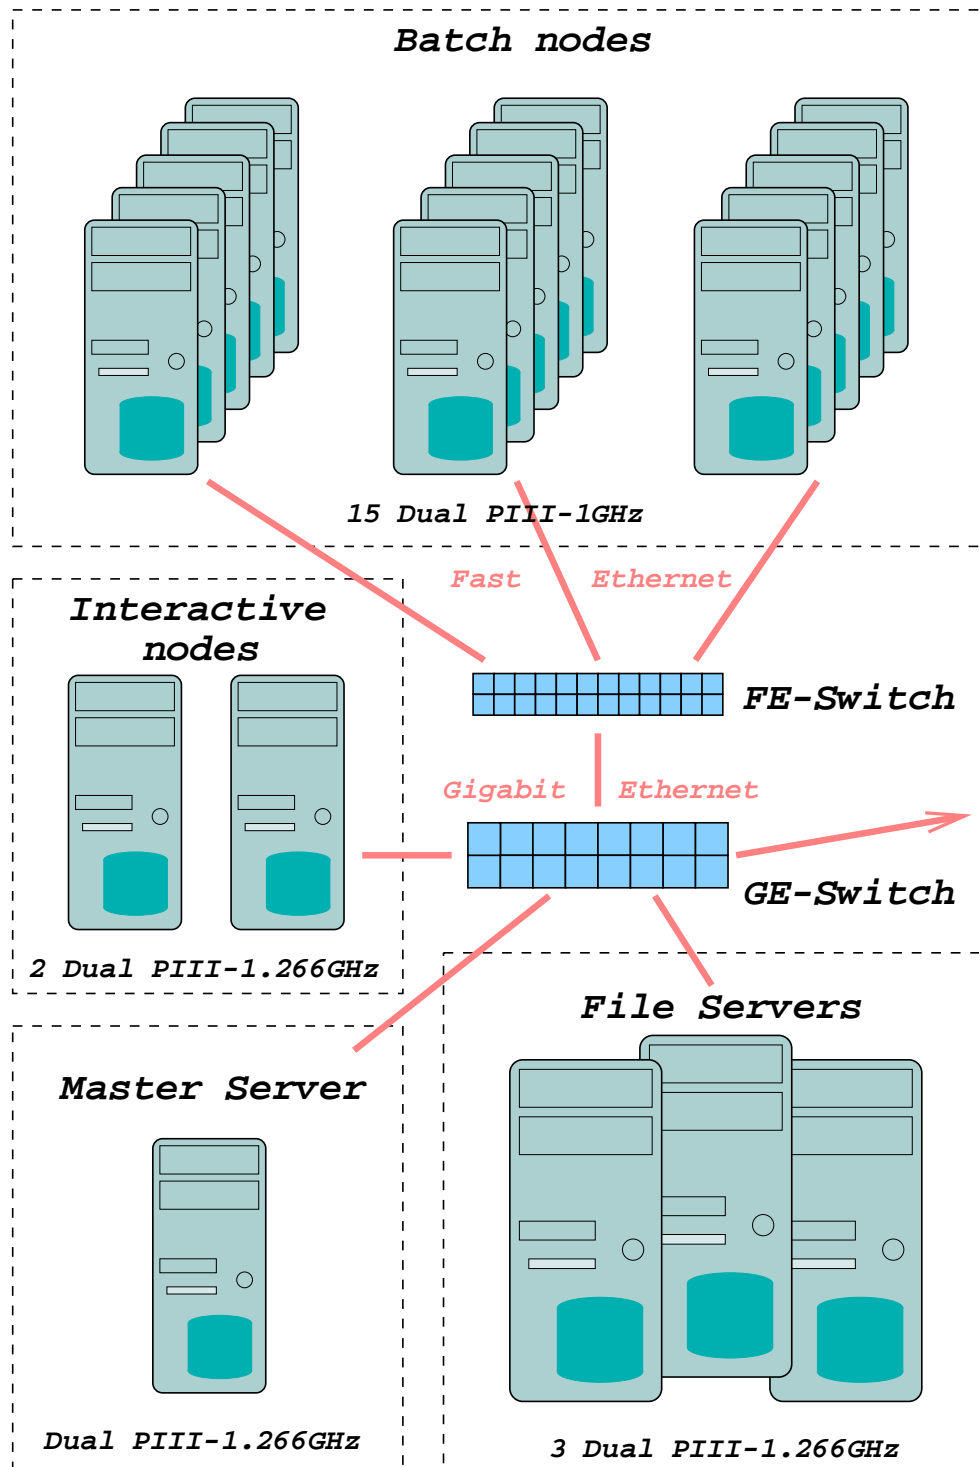 Batch nodes
15 Dual PIII-1GHz
Fast Ethernet
Interactive
nodes
FE-Switch
Gigabit Ethernet
GE-Switch
2 Dual PIII-1.266GHz
File Servers
Master Server
Dual PIII-1.266GHz
3 Dual PIII-1.266GHz